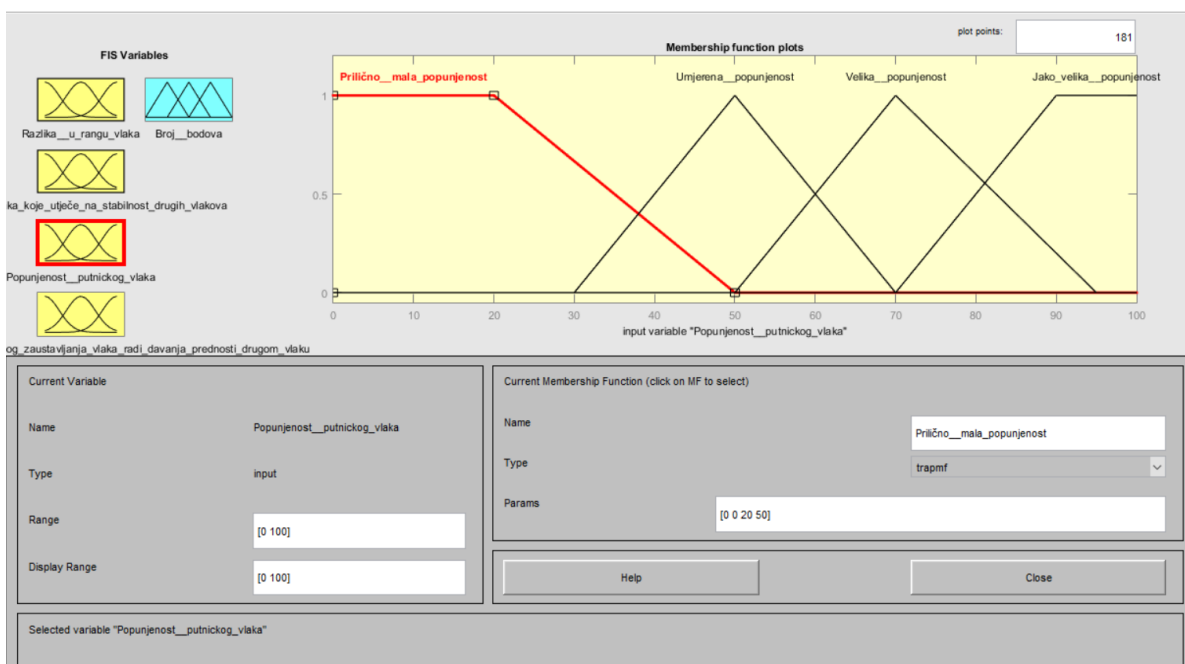 plot points:
181
FIS Variables
Membership function plots
Razlika__u_rangu_vlaka
Broj__bodova
ka_koje_utječe_na_stabilnost_drugih_vlakova
Popunjenost__putnickog_vlaka
og_zaustavljanja_vlaka_radi_davanja_prednosti_drugom_vlaku
Prilično__mala_popunjenost
Umjerena__popunjenost
Velika__popunjenost
Jako_velika__popunjenost
1
0.5
0
0 10 20 30 40 50 60 70 80 90 100
input variable "Popunjenost__putnickog_vlaka"
Current Variable
Name Popunjenost__putnickog_vlaka
Type input
Range [0 100]
Display Range [0 100]
Current Membership Function (click on MF to select)
Name Prilično__mala_popunjenost
Type trapmf
Params [0 0 20 50]
Help
Close
Selected variable "Popunjenost__putnickog_vlaka"